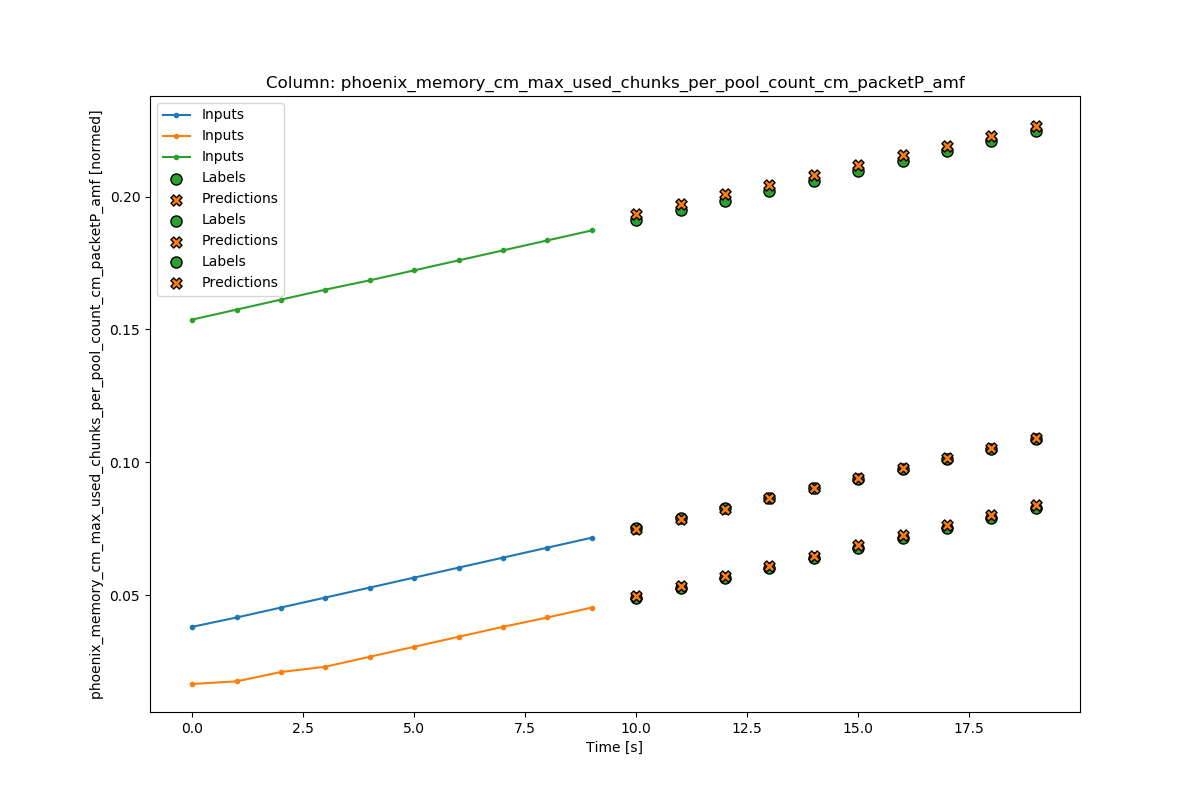 Column: phoenix_memory_cm_max_used_chunks_per_pool_count_cm_packetP_amf
Inputs
Inputs
Inputs
Labels
Predictions
Labels
Predictions
Labels
Predictions
phoenix_memory_cm_max_used_chunks_per_pool_count_cm_packetP_amf [normed]
0.20
0.15
0.10
0.05
0.0
2.5
5.0
7.5
10.0
12.5
15.0
17.5
Time [s]